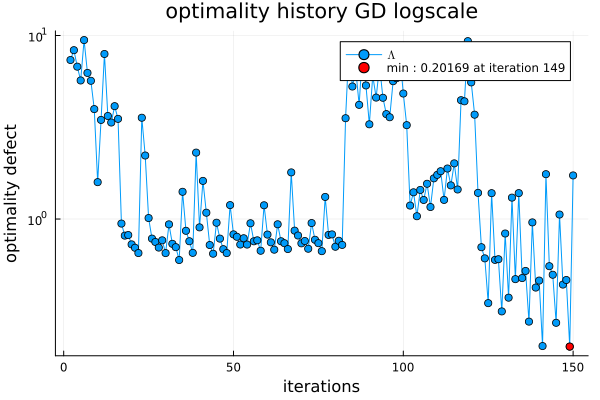 optimality history GD logscale
Λ
min : 0.20169 at iteration 149
10¹
10⁰
optimality defect
0
50
100
150
iterations